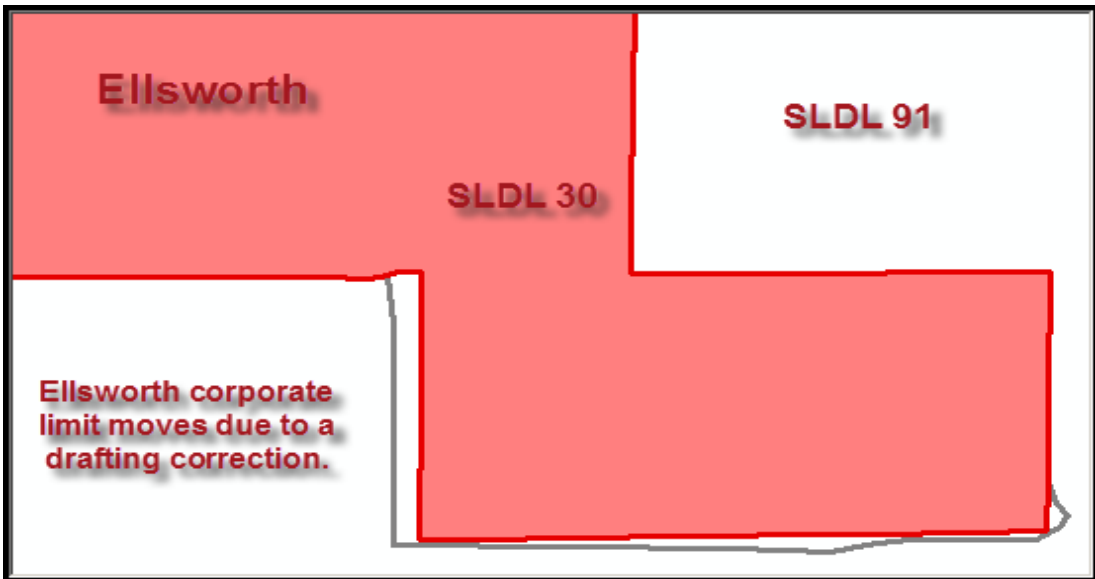 Ellsworth
SLDL 91
SLDL 30
Ellsworth corporate
limit moves due to a
drafting correction.